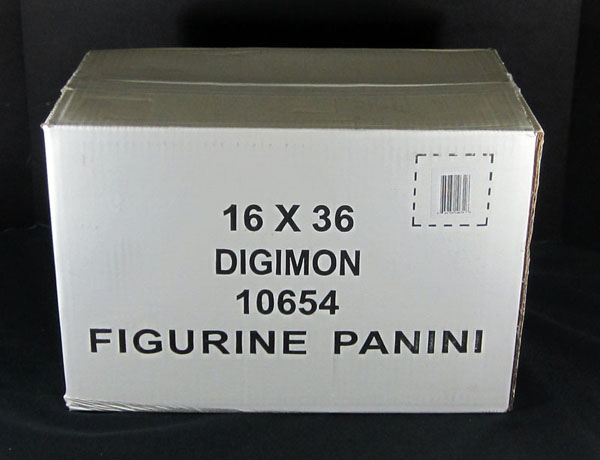 16 X 36
DIGIMON
10654
FIGURINE PANINI